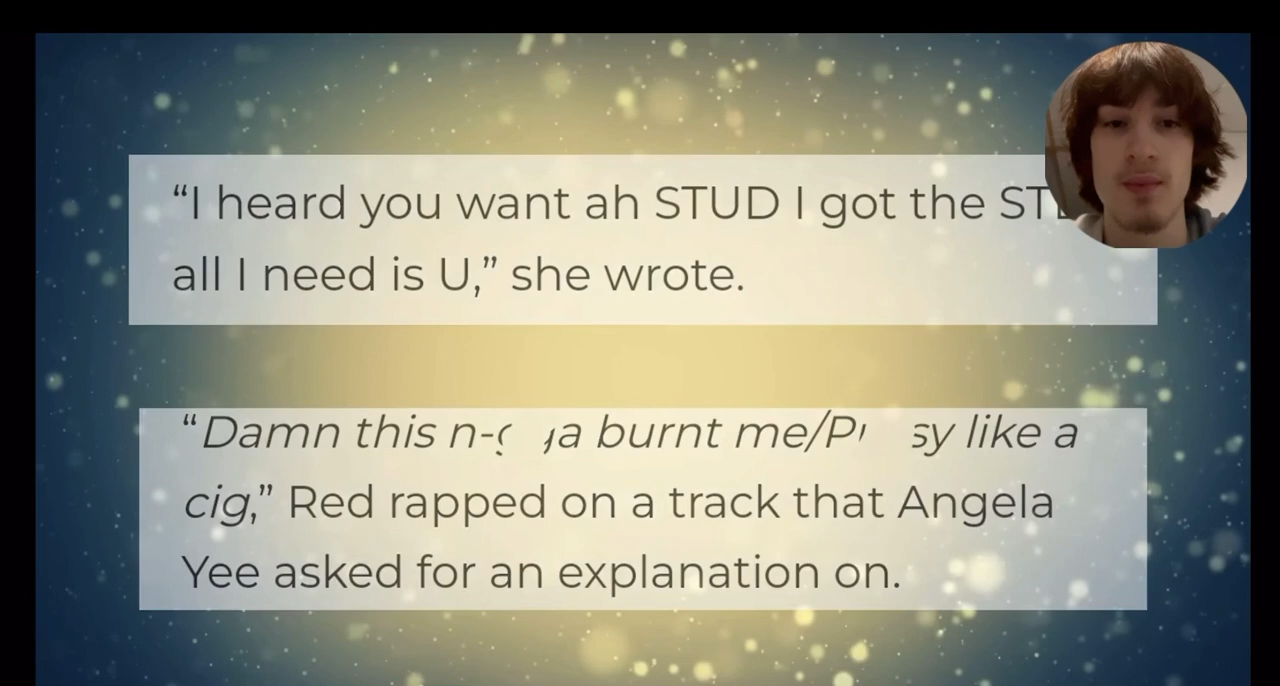 “I heard you want ah STUD I got the
all I need is U,” she wrote.
“Damn this burnt me/ like a
cig,” Red rapped on a track that Angela
Yee asked for an explanation on.